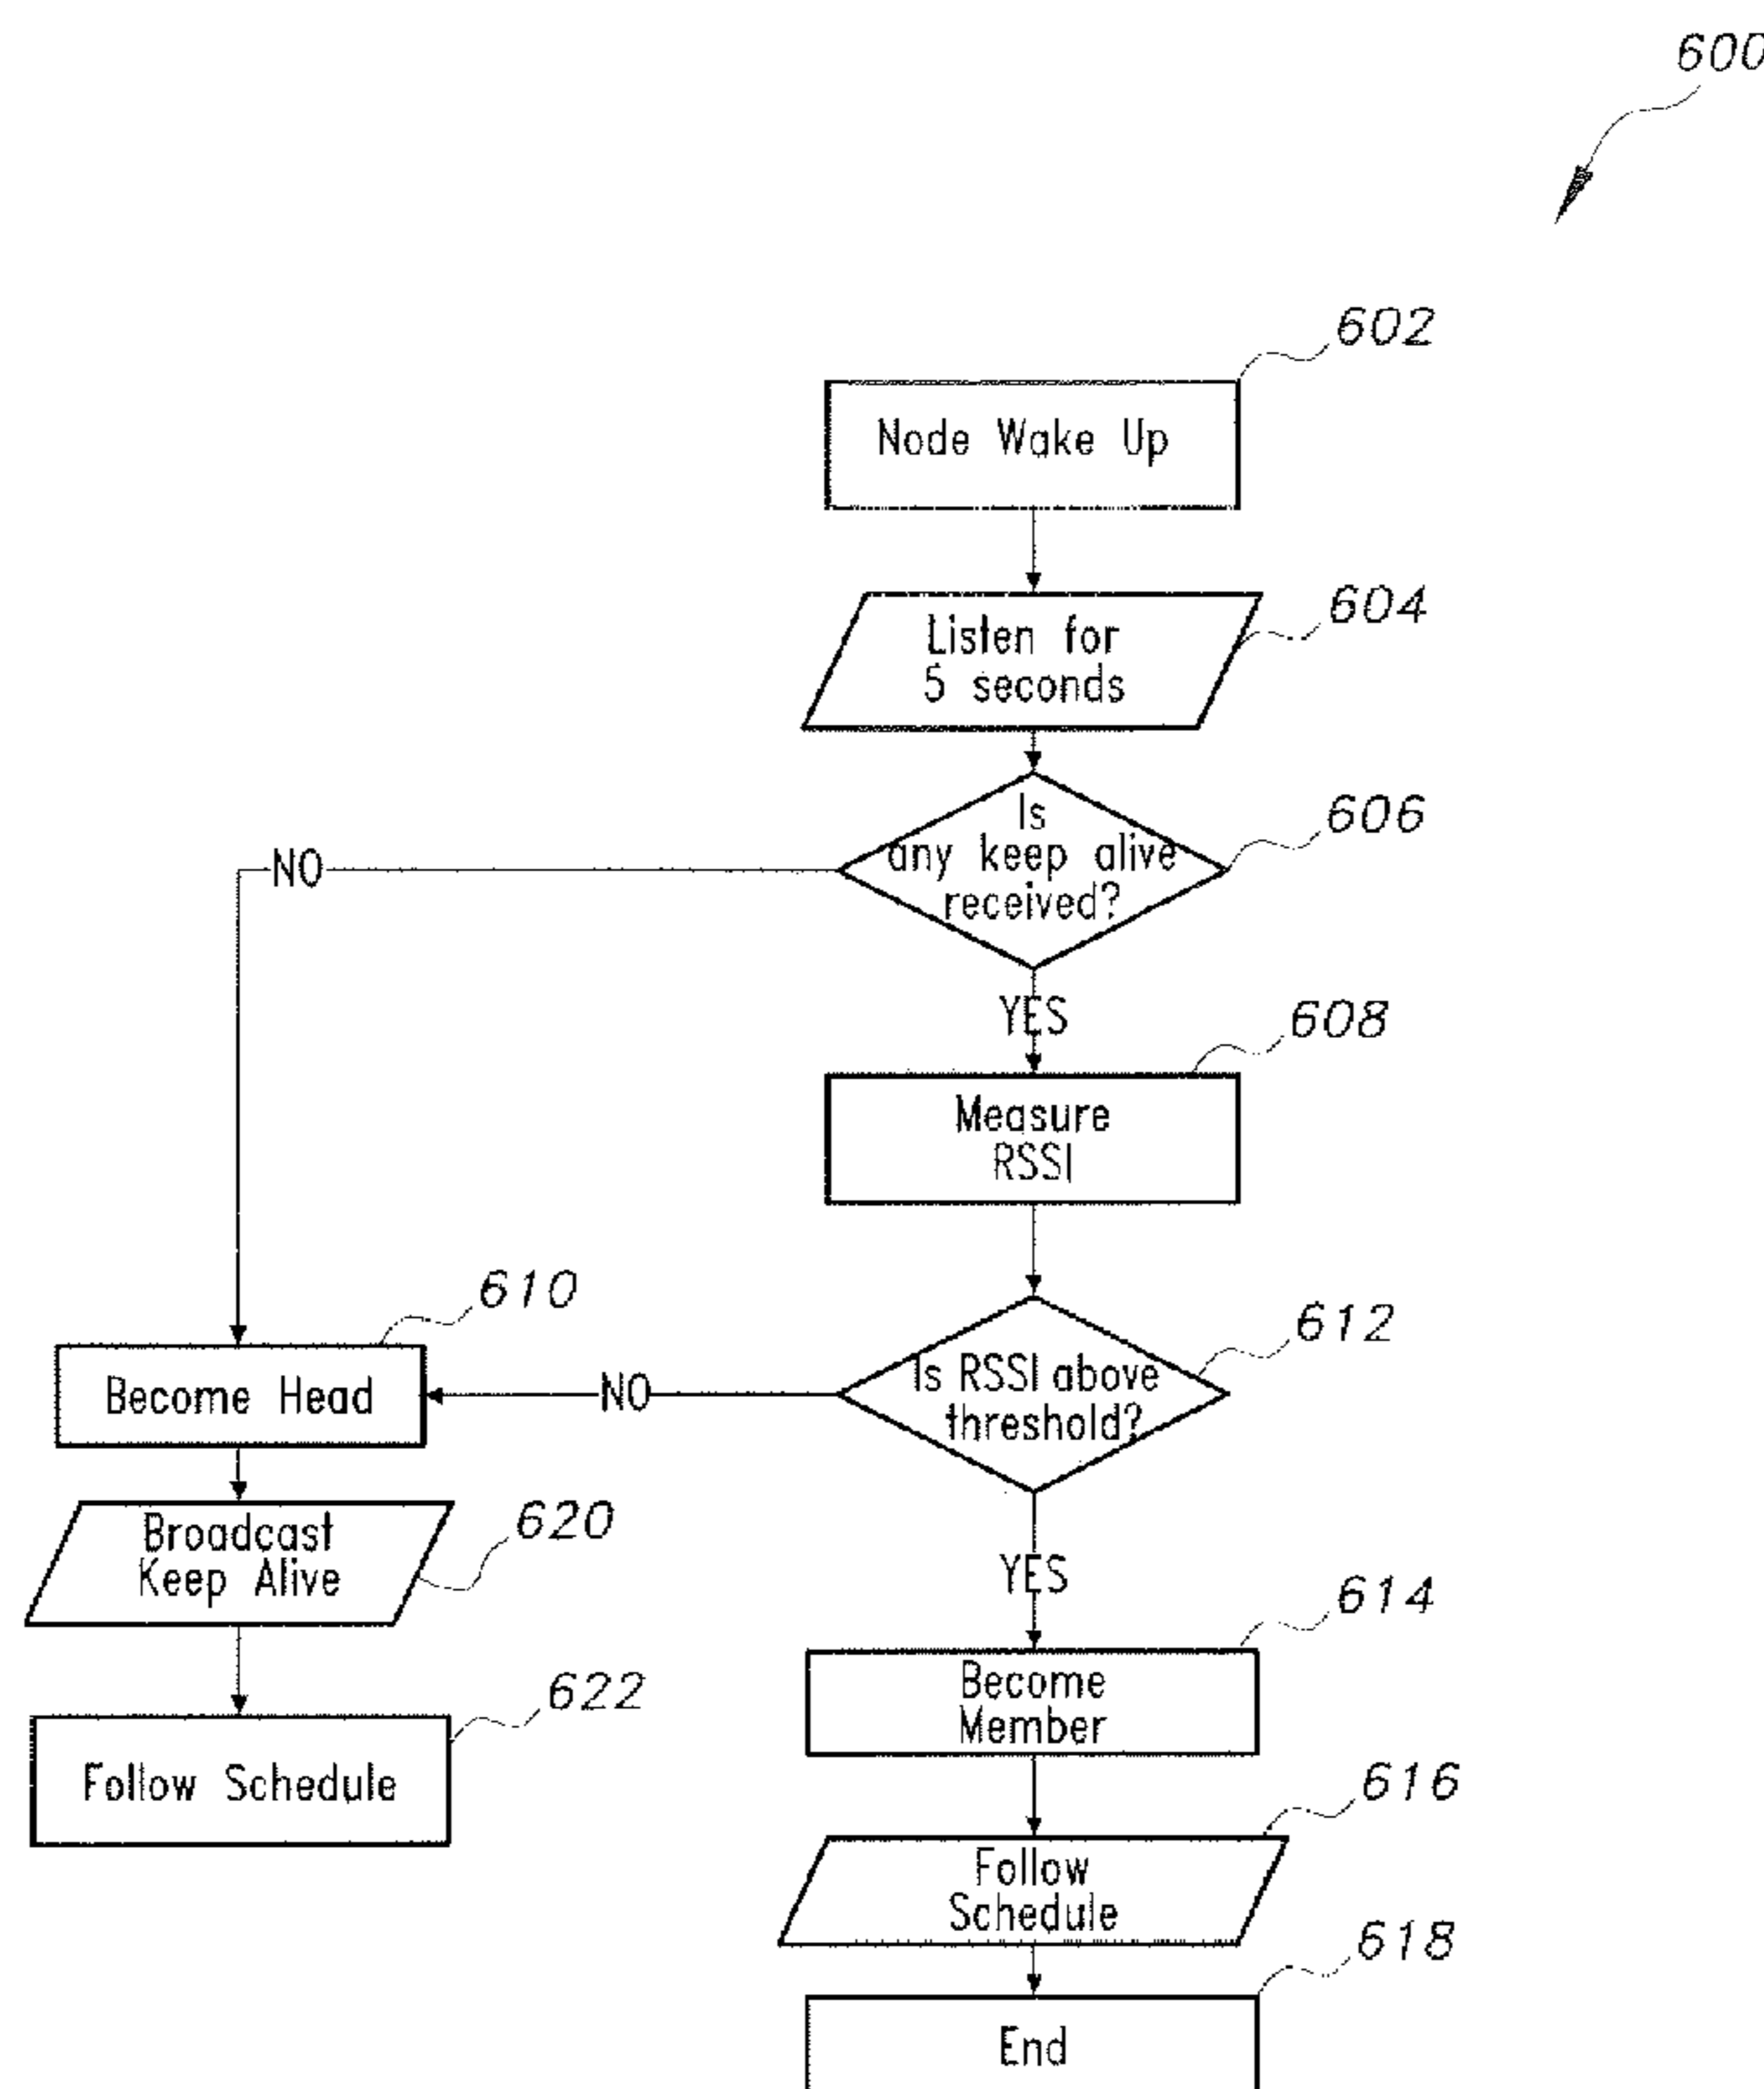 600
602
Node Wake Up
604
Listen for
5 seconds
606
Is
any keep alive
received?
NO
YES
608
Measure
RSSI
610
612
Become Head
NO
Is RSSI above
threshold?
620
Broadcast
Keep Alive
YES
614
622
Become
Member
Follow Schedule
616
Follow
Schedule
618
End